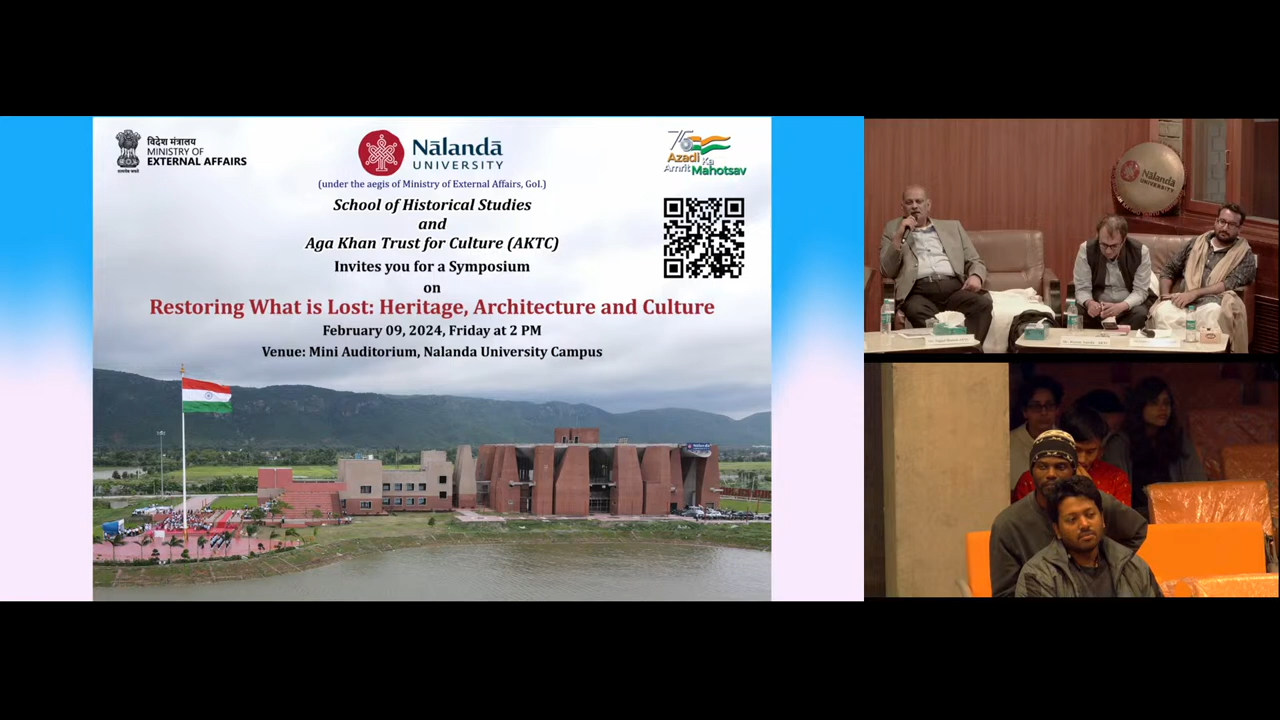 विदेश मंत्रालय
MINISTRY OF
EXTERNAL AFFAIRS
Nālandā
UNIVERSITY
75
Azadi Ka
Amrit Mahotsav
(under the aegis of Ministry of External Affairs, GoI.)
School of Historical Studies
and
Aga Khan Trust for Culture (AKTC)
Invites you for a Symposium
on
Restoring What is Lost: Heritage, Architecture and Culture
February 09, 2024, Friday at 2 PM
Venue: Mini Auditorium, Nalanda University Campus
Nālandā
UNIVERSITY